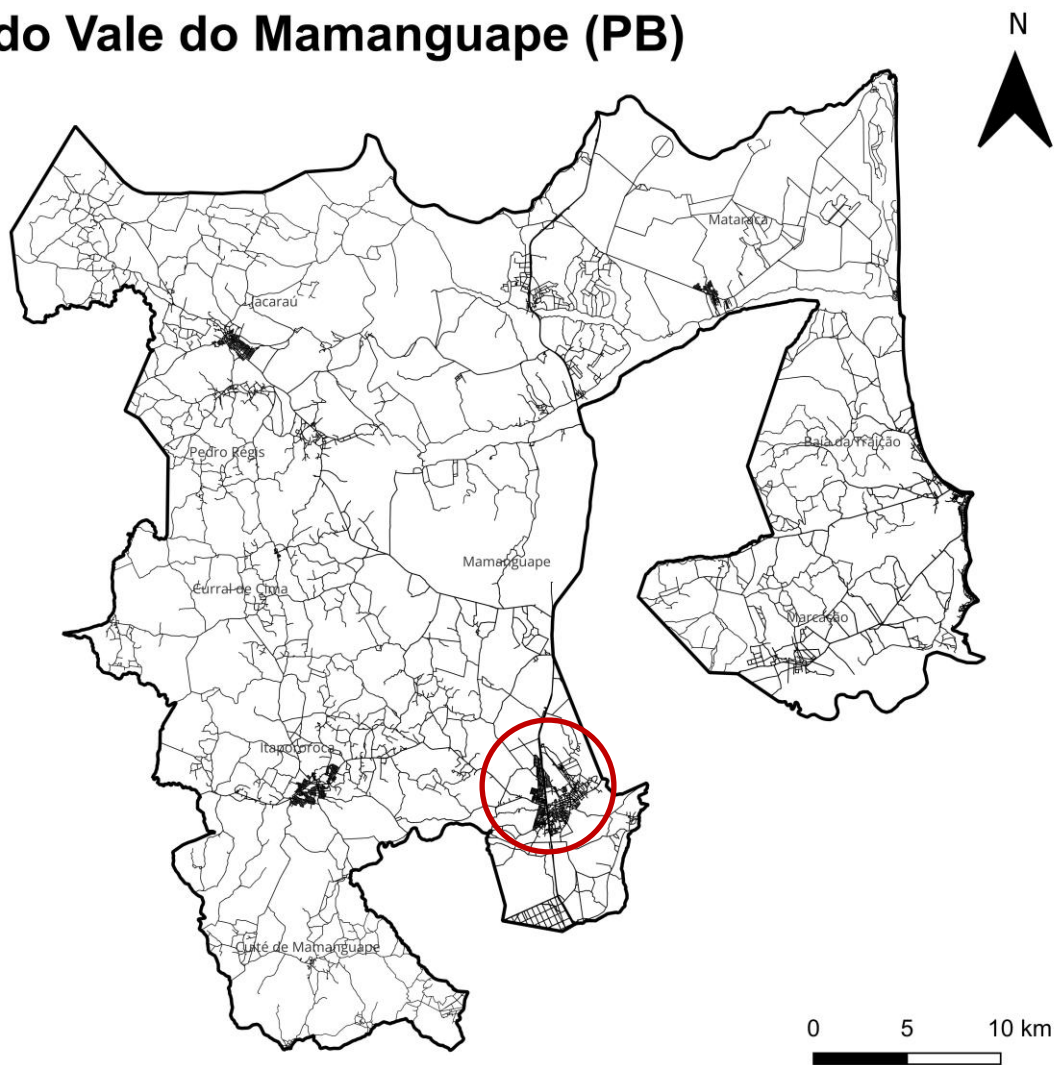 do Vale do Mamanguape (PB)
N
Mataraca
Jacaraú
Baía da Traição
Pedro Régis
Mamanguape
Curral de Cima
Marcação
Itapororoca
Cuité de Mamanguape
0 5 10 km